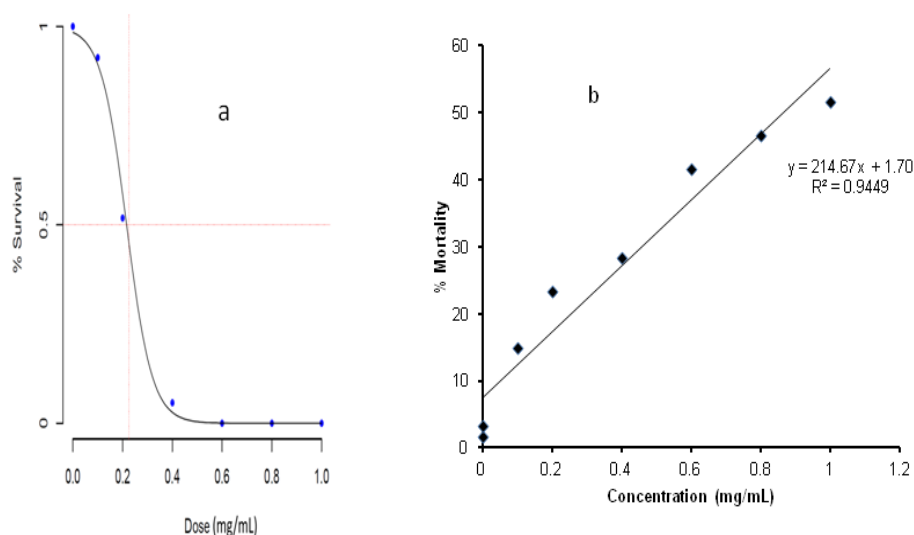 a
1
0.5
0
% Survival
0.0 0.2 0.4 0.6 0.8 1.0
Dose (mg/mL)
b
60
50
40
30
20
10
0
% Mortality
y = 214.67x + 1.70
R² = 0.9449
0 0.2 0.4 0.6 0.8 1 1.2
Concentration (mg/mL)